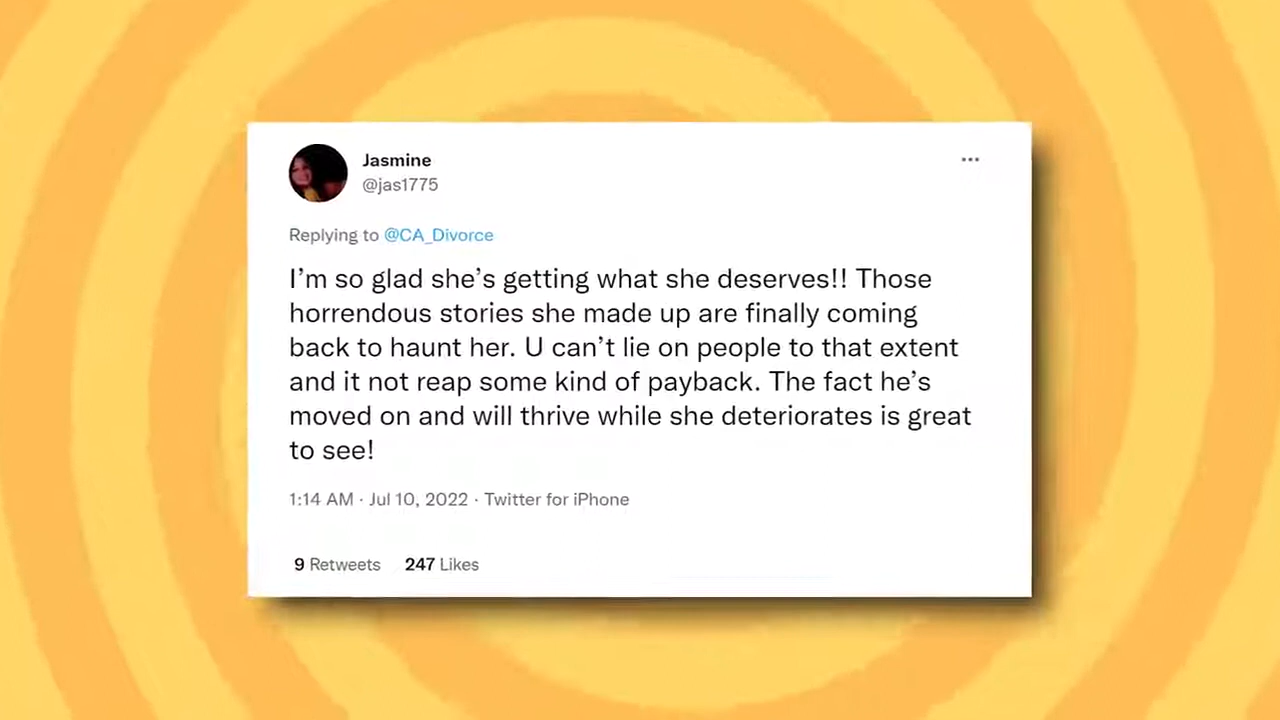 Jasmine
@jas1775
Replying to @CA_Divorce
I’m so glad she’s getting what she deserves!! Those
horrendous stories she made up are finally coming
back to haunt her. U can’t lie on people to that extent
and it not reap some kind of payback. The fact he’s
moved on and will thrive while she deteriorates is great
to see!
1:14 AM · Jul 10, 2022 · Twitter for iPhone
9 Retweets 247 Likes